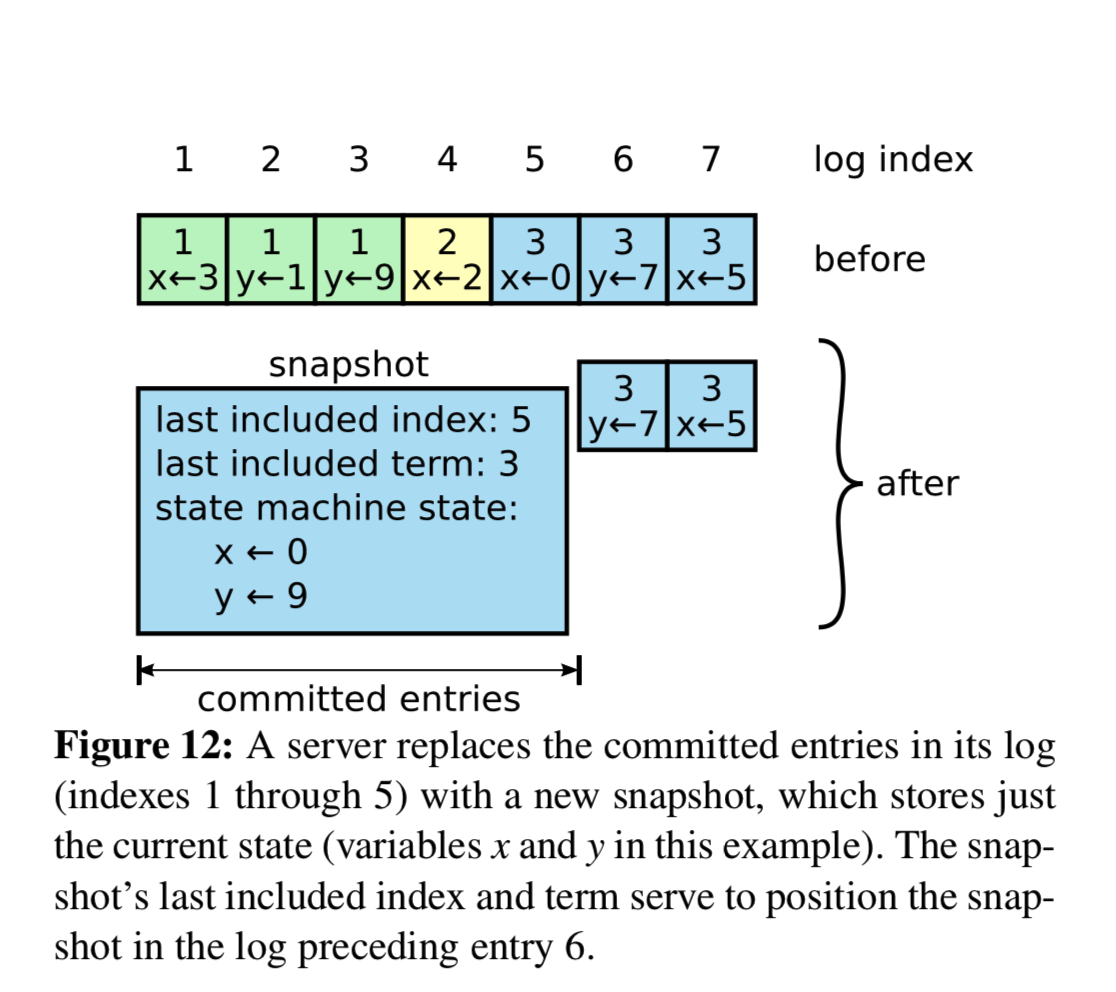 1 2 3 4 5 6 7 log index
1 1 1 2 3 3 3
x←3 y←1 y←9 x←2 x←0 y←7 x←5
before
snapshot
last included index: 5
last included term: 3
state machine state:
x ← 0
y ← 9
3 3
y←7 x←5
after
committed entries
Figure 12: A server replaces the committed entries in its log
(indexes 1 through 5) with a new snapshot, which stores just
the current state (variables x and y in this example). The snap-
shot’s last included index and term serve to position the snap-
shot in the log preceding entry 6.